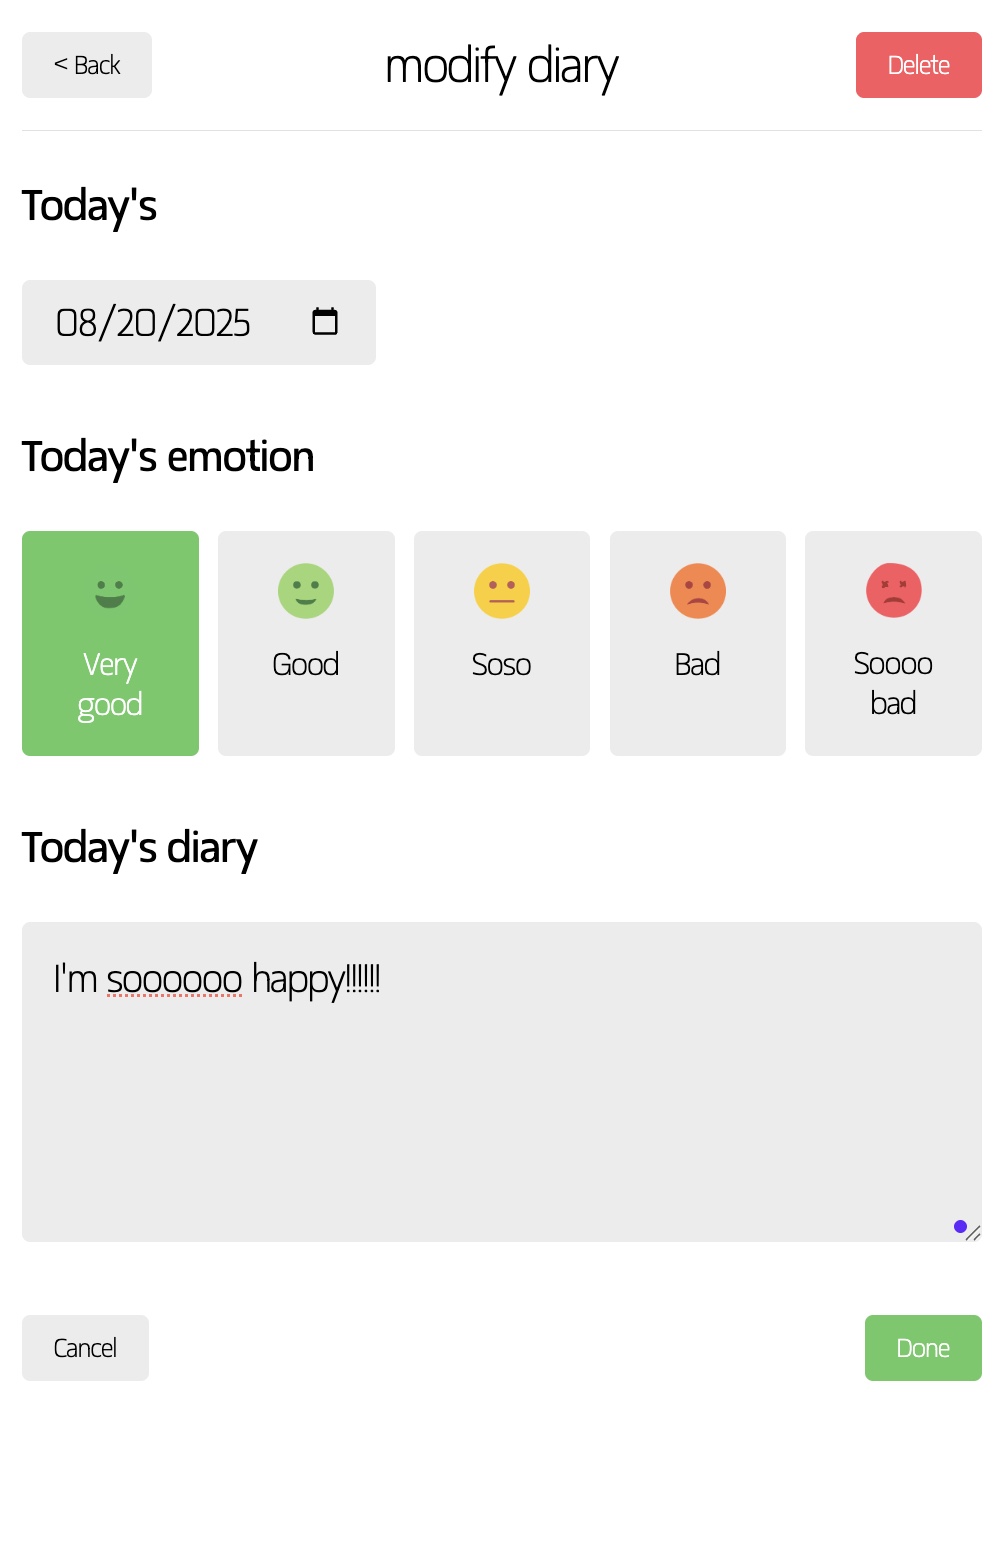 < Back
modify diary
Delete
Today's
08/20/2025
Today's emotion
Very
good
Good
Soso
Bad
Soooo
bad
Today's diary
I'm soooooo happy!!!!!!
Cancel
Done